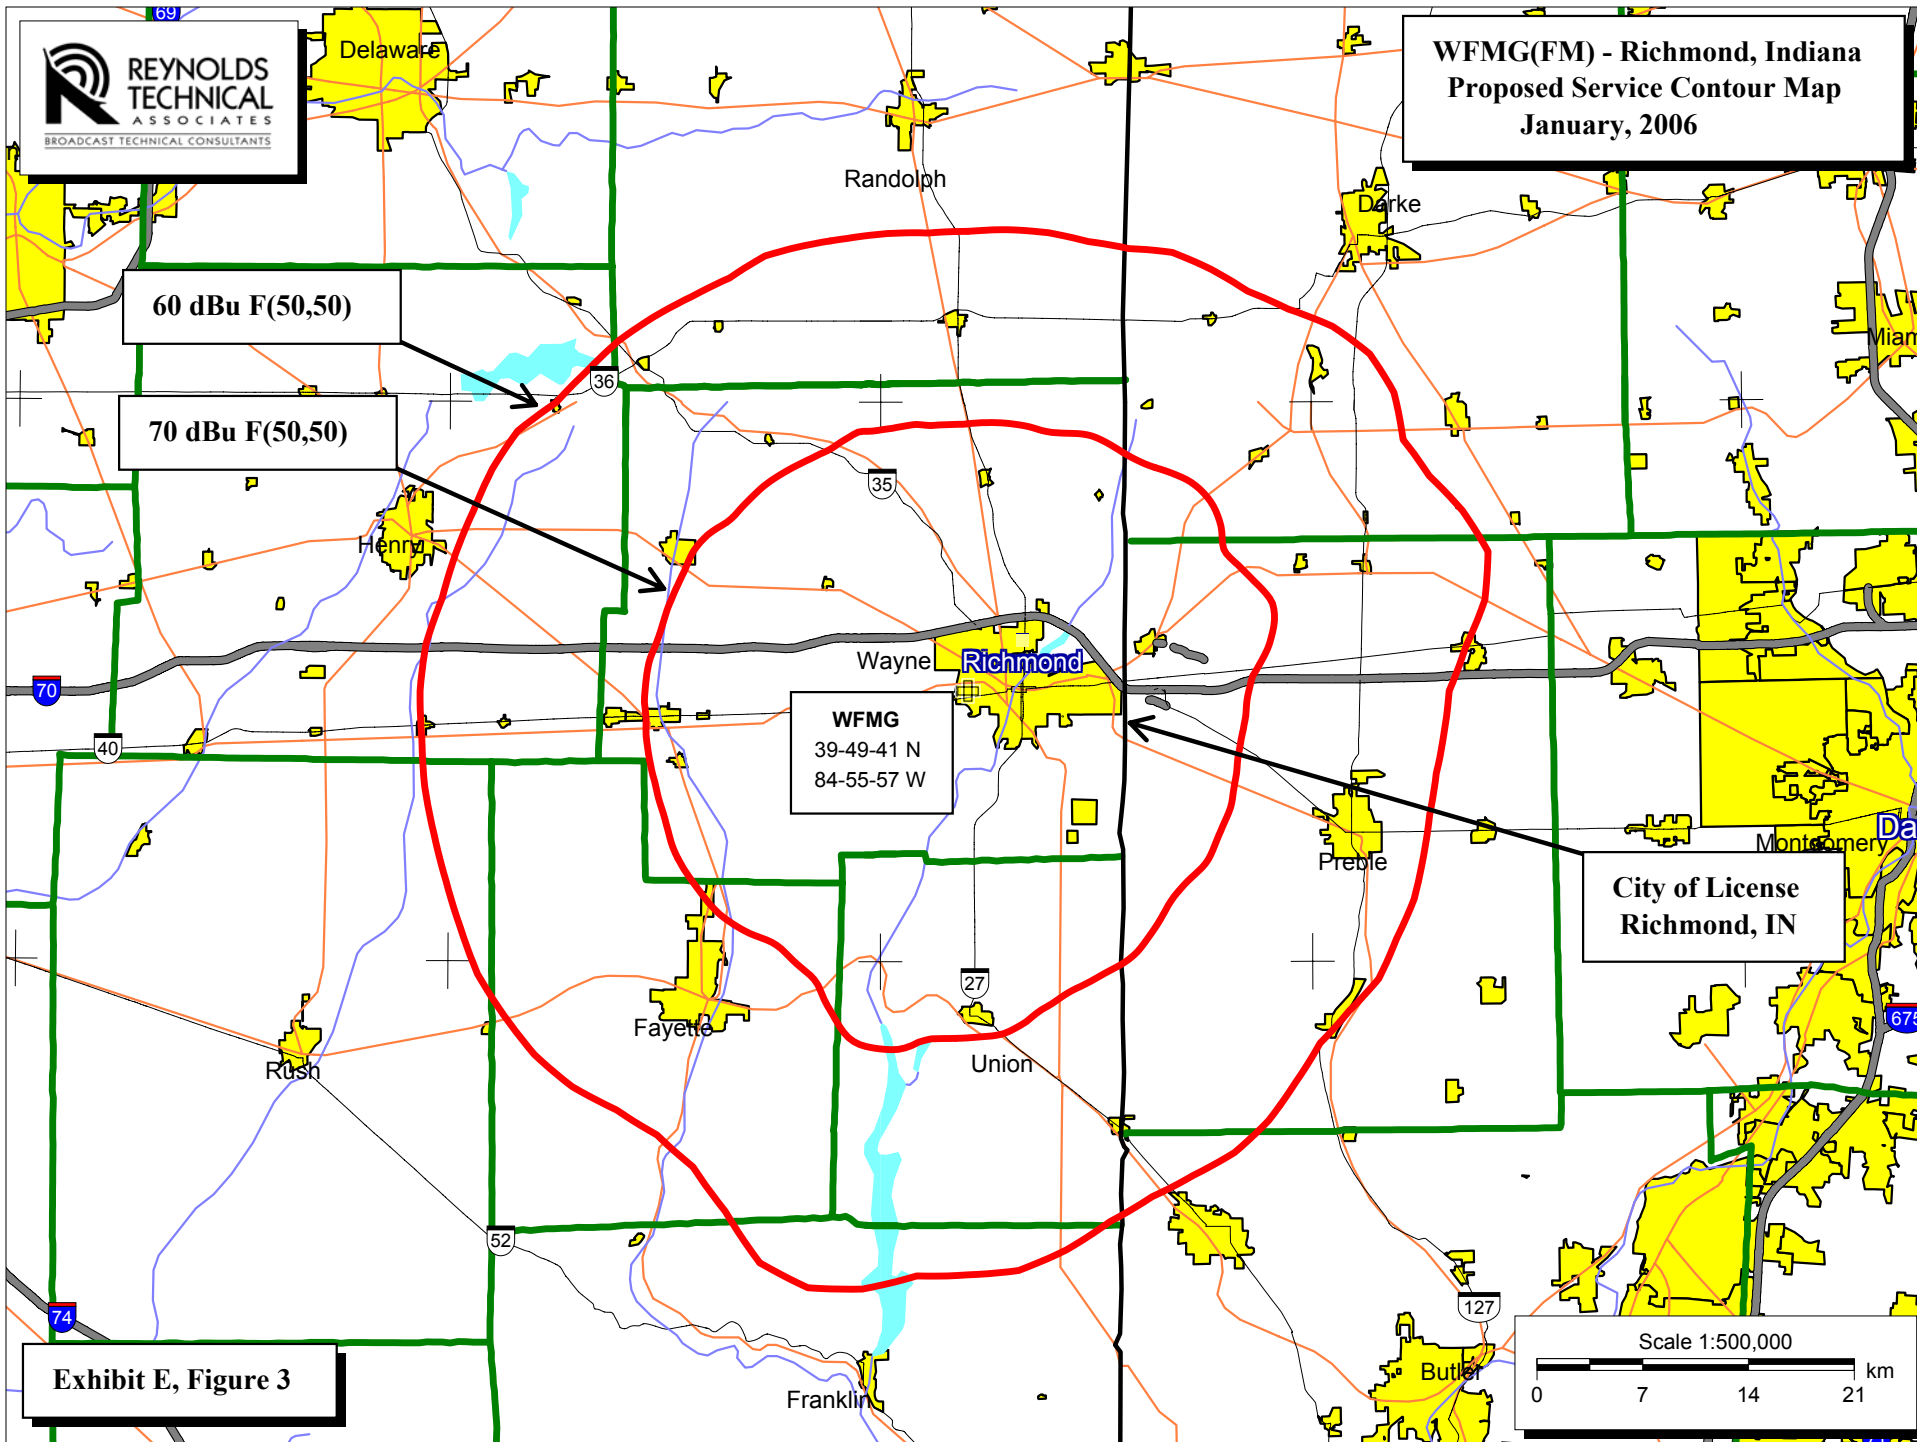 69
Delaware
REYNOLDS
TECHNICAL
ASSOCIATES
BROADCAST TECHNICAL CONSULTANTS
WFMG(FM) - Richmond, Indiana
Proposed Service Contour Map
January, 2006
Randolph
Darke
60 dBu F(50,50)
Miam
36
70 dBu F(50,50)
35
Henry
Wayne
Richmond
70
WFMG
39-49-41 N
84-55-57 W
40
Da
Montgomery
Preble
City of License
Richmond, IN
27
675
Fayette
Union
Rush
52
74
127
Scale 1:500,000
km
0 7 14 21
Exhibit E, Figure 3
Butler
Franklin